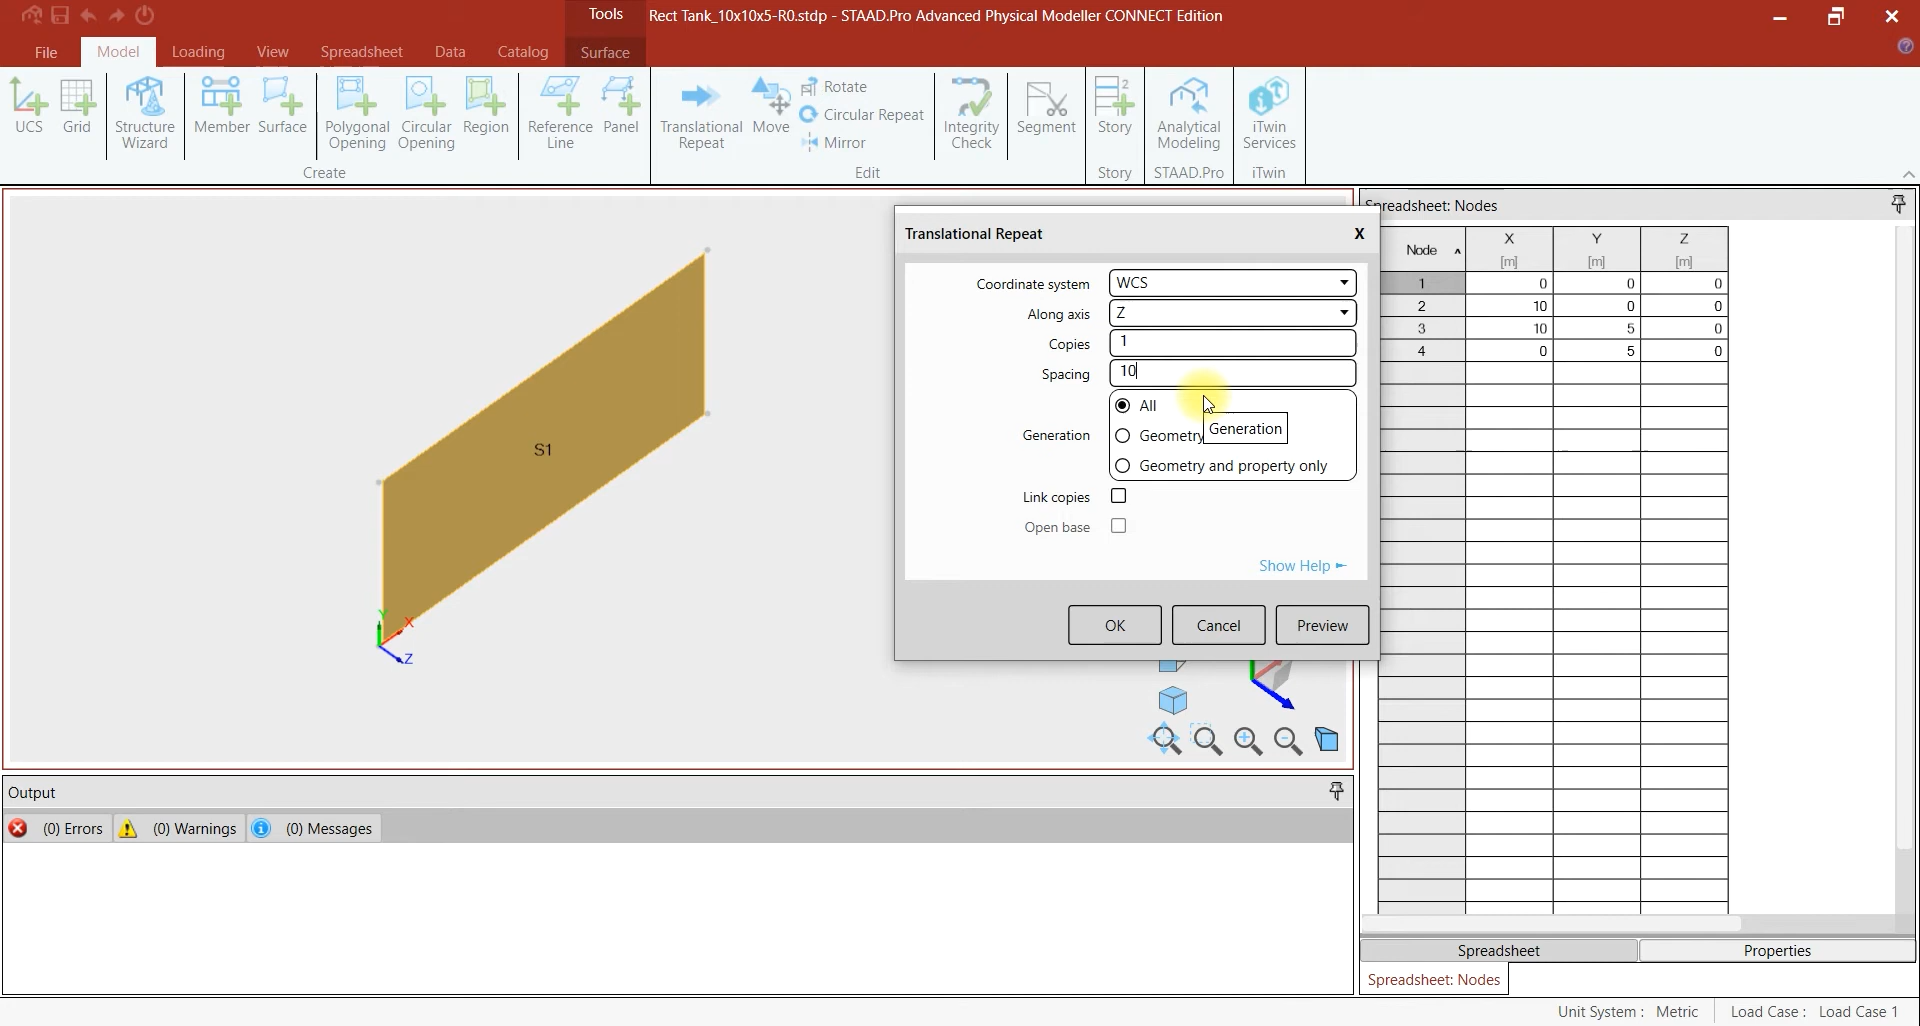 Tools
Rect Tank_10x10x5-R0.stdp - STAAD.Pro Advanced Physical Modeller CONNECT Edition
File Model Loading View Spreadsheet Data Catalog Surface
UCS Grid Structure Wizard Member Surface Polygonal Opening Circular Opening Region Reference Line Panel Translational Repeat Move Rotate Circular Repeat Mirror Integrity Check Segment Story Analytical Modeling iTwin Services
Create Edit Story STAAD.Pro iTwin
Translational Repeat X
Coordinate system WCS
Along axis Z
Copies 1
Spacing 10
Generation
All
Geometry
Generation
Geometry and property only
Link copies
Open base
Show Help
OK Cancel Preview
S1
Y
X
Z
Spreadsheet: Nodes
Node X [m] Y [m] Z [m]
1 0 0 0
2 10 0 0
3 10 5 0
4 0 5 0
Output
(0) Errors (0) Warnings (0) Messages
Spreadsheet Properties
Spreadsheet: Nodes
Unit System : Metric Load Case : Load Case 1